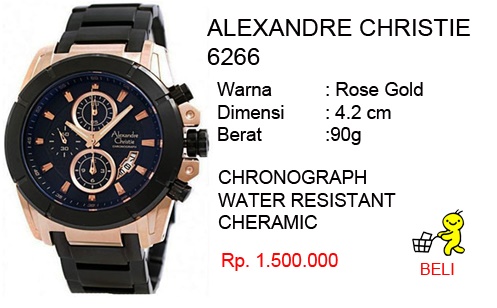 ALEXANDRE CHRISTIE
6266
Warna : Rose Gold
Dimensi : 4.2 cm
Berat :90g
Alexandre
Christie
CHRONOGRAPH
CHRONOGRAPH
WATER RESISTANT
CHERAMIC
Rp. 1.500.000
BELI